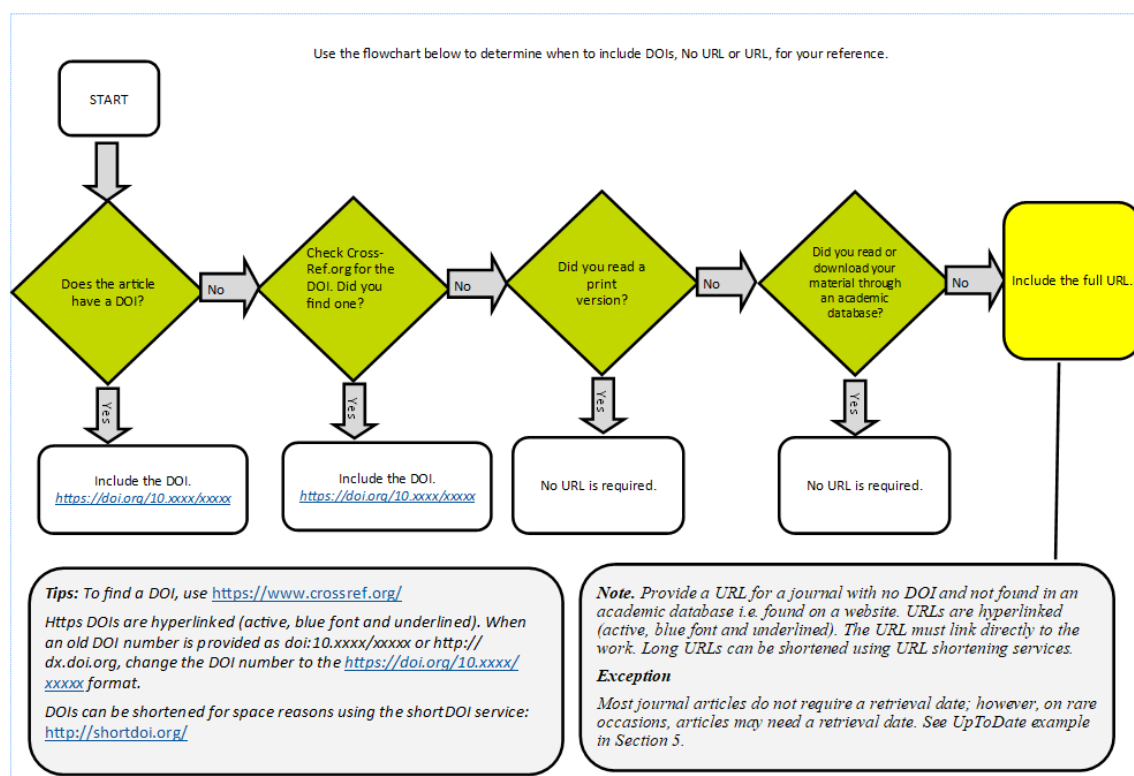 Use the flowchart below to determine when to include DOIs, No URL or URL, for your reference.
START
Does the article
have a DOI?
No
Check Cross-
Ref.org for the
DOI. Did you
find one?
No
Did you read a
print
version?
No
Did you read or
download your
material through
an academic
database?
No
Include the full URL.
Yes
Yes
Yes
Yes
Include the DOI.
https://doi.org/10.xxxx/xxxxx
Include the DOI.
https://doi.org/10.xxxx/xxxxx
No URL is required.
No URL is required.
Tips: To find a DOI, use https://www.crossref.org/
Https DOIs are hyperlinked (active, blue font and underlined). When
an old DOI number is provided as doi:10.xxxx/xxxxx or http://
dx.doi.org, change the DOI number to the https://doi.org/10.xxxx/
xxxxx format.
DOIs can be shortened for space reasons using the shortDOI service:
http://shortdoi.org/
Note. Provide a URL for a journal with no DOI and not found in an
academic database i.e. found on a website. URLs are hyperlinked
(active, blue font and underlined). The URL must link directly to the
work. Long URLs can be shortened using URL shortening services.
Exception
Most journal articles do not require a retrieval date; however, on rare
occasions, articles may need a retrieval date. See UpToDate example
in Section 5.